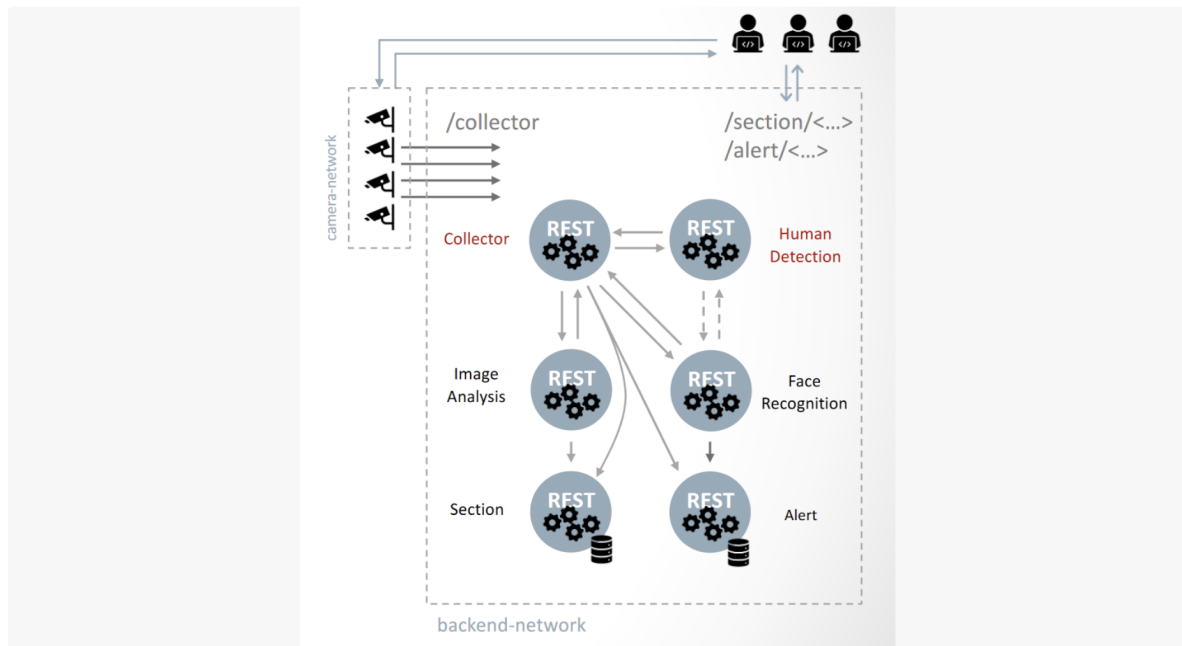 </>
</>
</>
/collector
/section/<...>
/alert/<...>
camera-network
REST
REST
Collector
Human
Detection
REST
REST
Image
Analysis
Face
Recognition
REST
REST
Section
Alert
backend-network